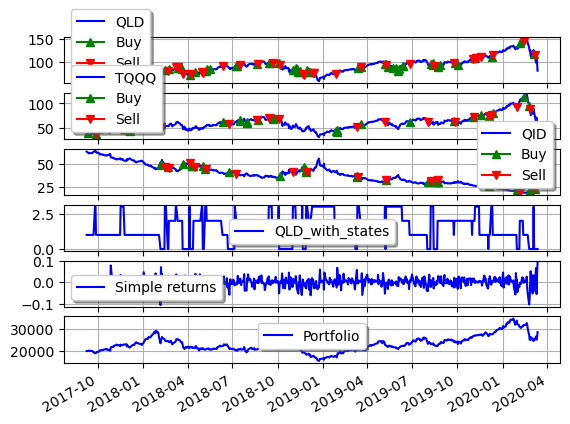 QLD
Buy
Sell
150
100
TQQQ
Buy
Sell
100
50
QID
Buy
Sell
50
25
2.5
0.0
QLD_with_states
0.1
0.0
-0.1
Simple returns
30000
20000
Portfolio
2017-10
2018-01
2018-04
2018-07
2018-10
2019-01
2019-04
2019-07
2019-10
2020-01
2020-04